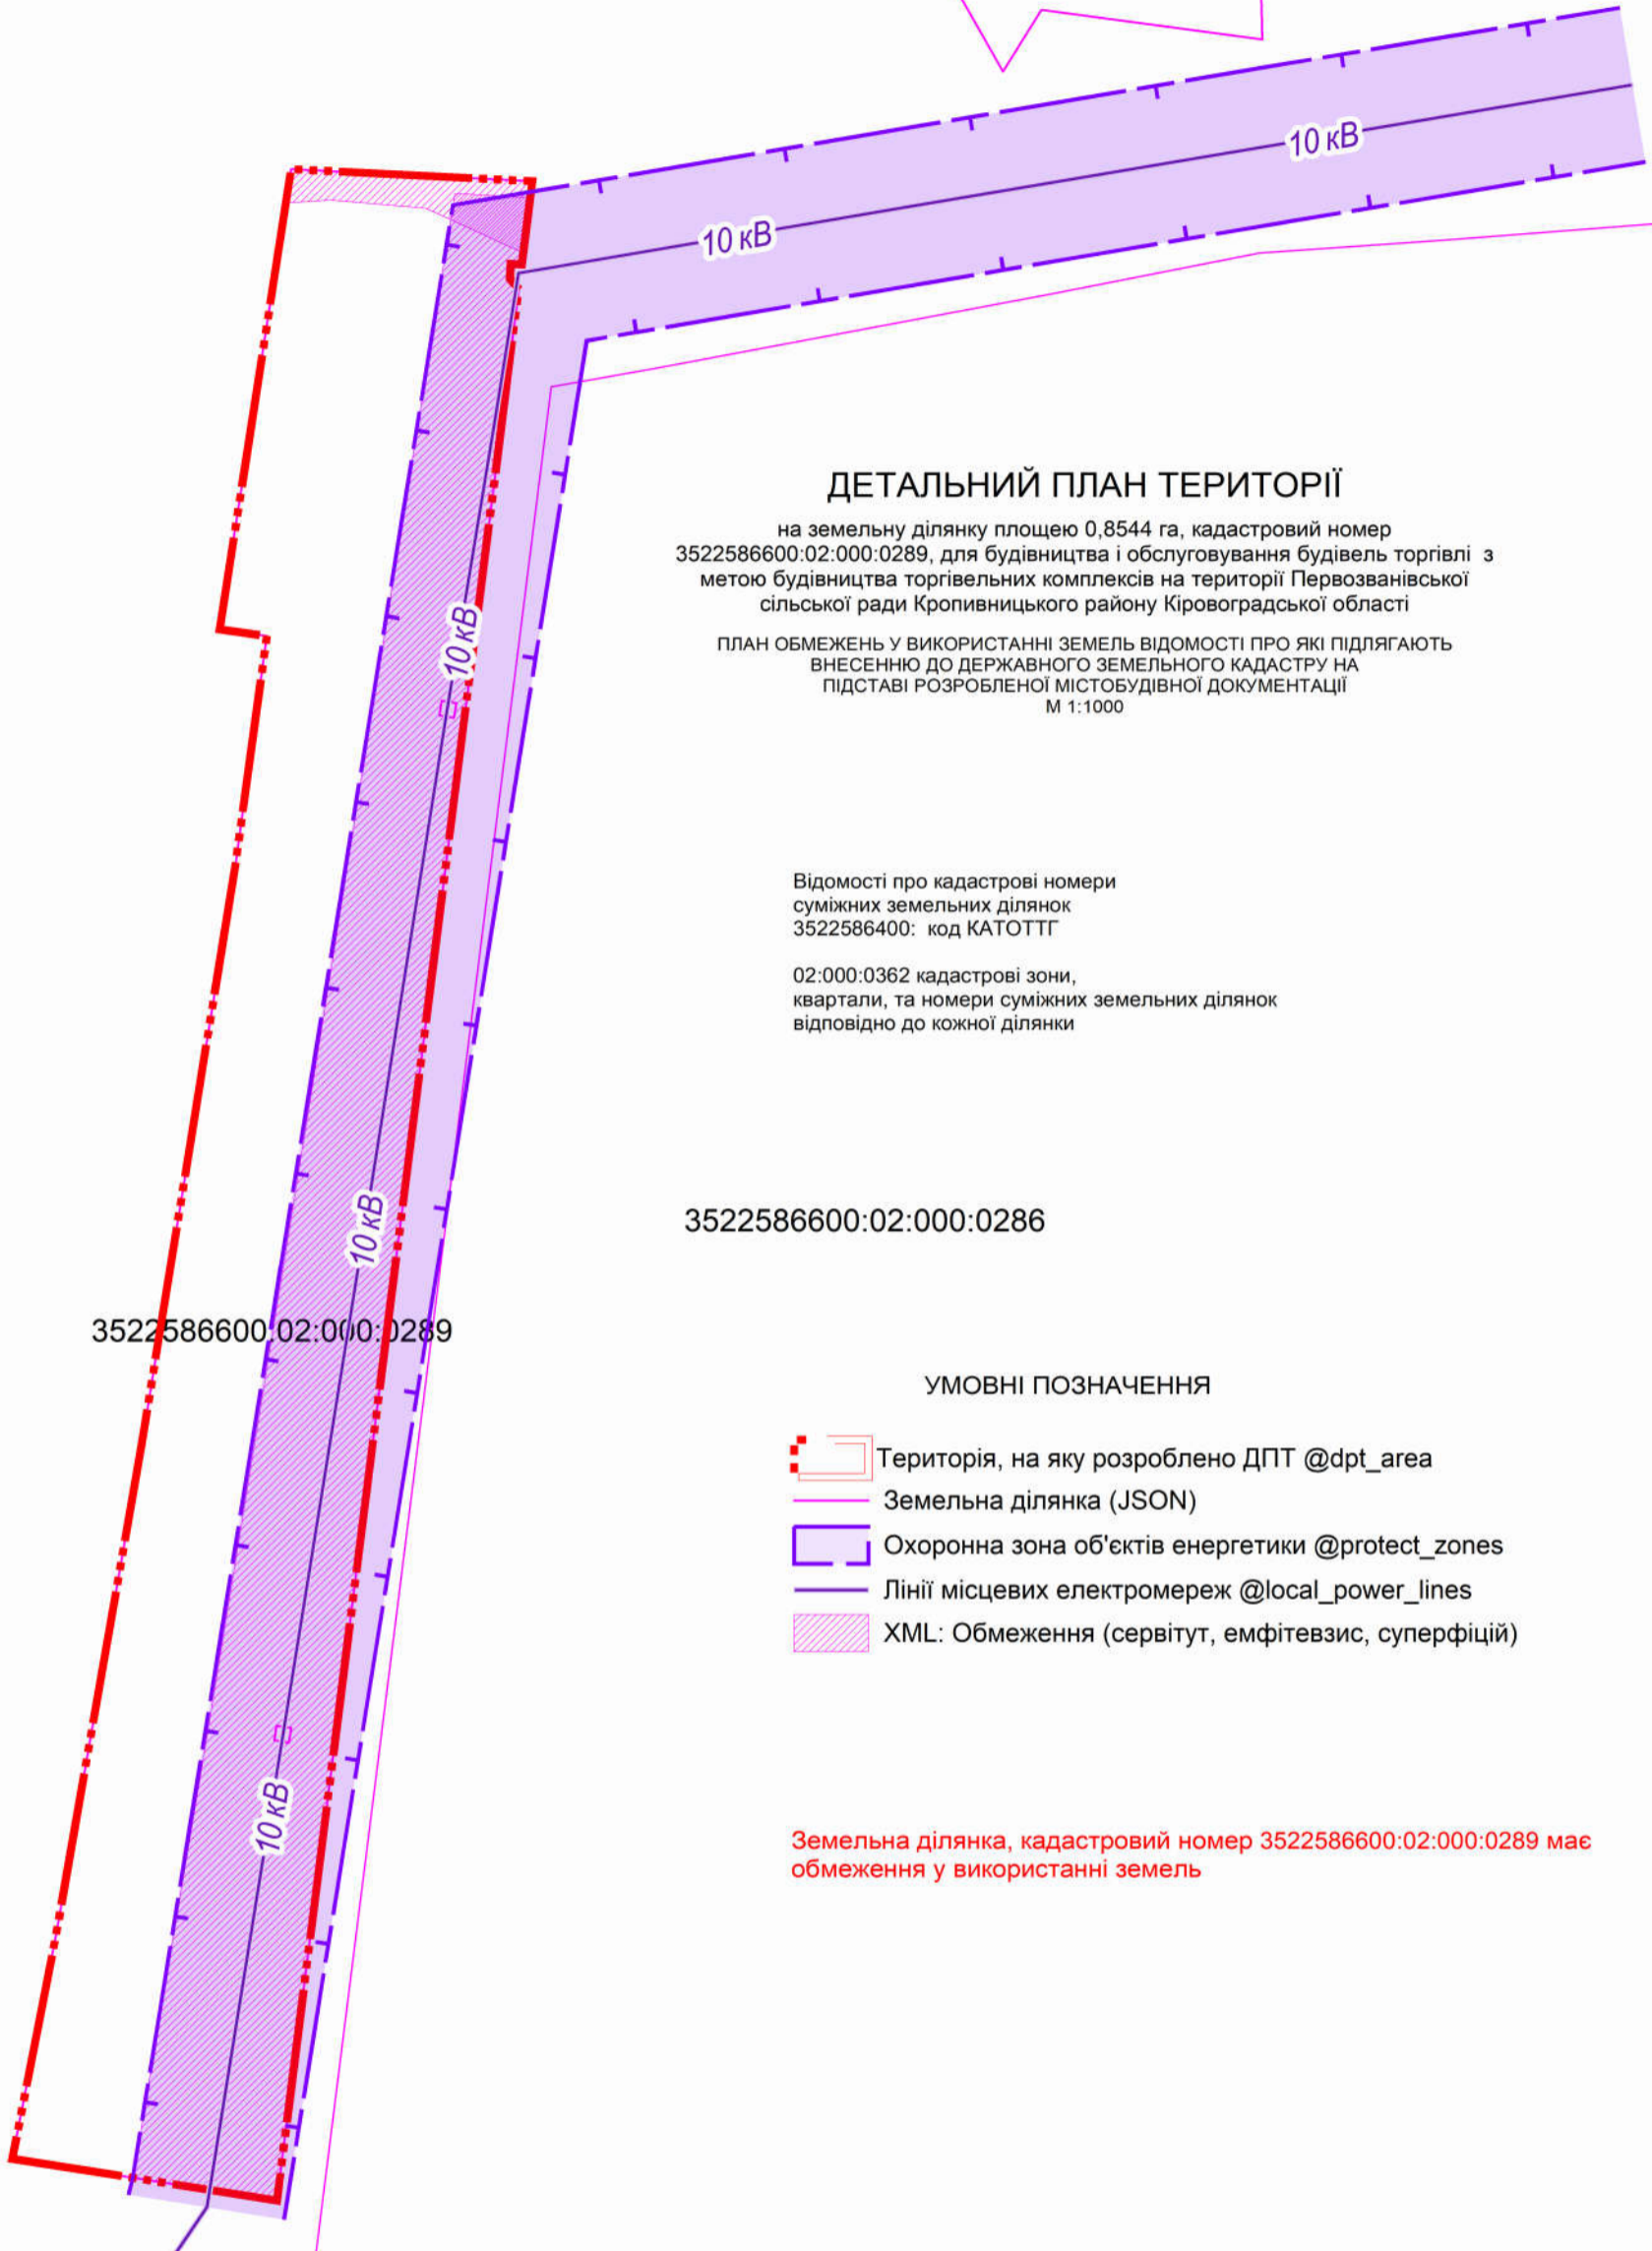 10 кВ
10 кВ
ДЕТАЛЬНИЙ ПЛАН ТЕРИТОРІЇ
на земельну ділянку площею 0,8544 га, кадастровий номер
3522586600:02:000:0289, для будівництва і обслуговування будівель торгівлі з
метою будівництва торгівельних комплексів на території Первозванівської
сільської ради Кропивницького району Кіровоградської області
ПЛАН ОБМЕЖЕНЬ У ВИКОРИСТАННІ ЗЕМЕЛЬ ВІДОМОСТІ ПРО ЯКІ ПІДЛЯГАЮТЬ
ВНЕСЕННЮ ДО ДЕРЖАВНОГО ЗЕМЕЛЬНОГО КАДАСТРУ НА
ПІДСТАВІ РОЗРОБЛЕНОЇ МІСТОБУДІВНОЇ ДОКУМЕНТАЦІЇ
М 1:1000
10 кВ
Відомості про кадастрові номери
суміжних земельних ділянок
3522586400: код КАТОТТГ
02:000:0362 кадастрові зони,
квартали, та номери суміжних земельних ділянок
відповідно до кожної ділянки
10 кВ
3522586600:02:000:0286
3522586600:02:000:0289
УМОВНІ ПОЗНАЧЕННЯ
Територія, на яку розроблено ДПТ @dpt_area
Земельна ділянка (JSON)
Охоронна зона об'єктів енергетики @protect_zones
Лінії місцевих електромереж @local_power_lines
XML: Обмеження (сервітут, емфітевзис, суперфіцій)
10 кВ
Земельна ділянка, кадастровий номер 3522586600:02:000:0289 має
обмеження у використанні земель